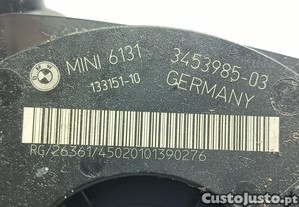 MINI 6131 3453985-03
133151-10 GERMANY
RG/26361/45020101390276
CustoJusto.pt